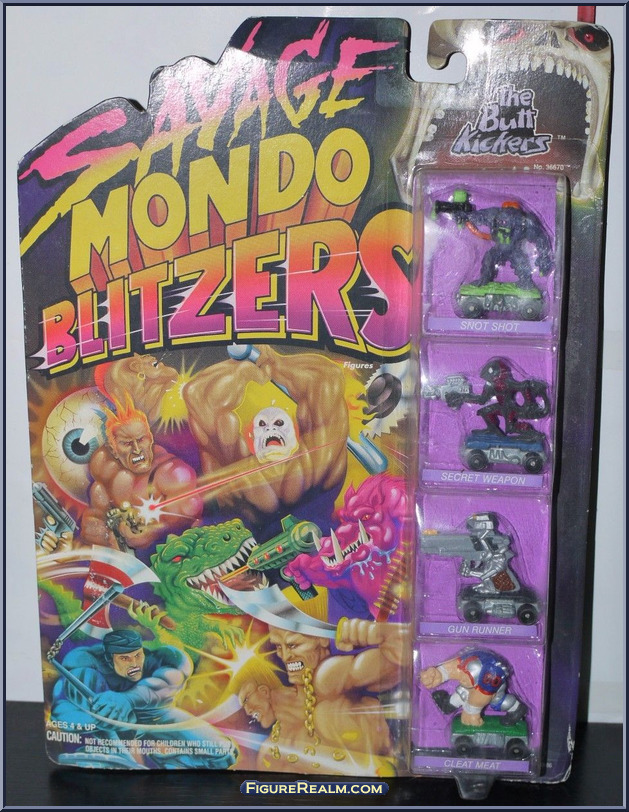 SAVAGE
MONDO
BLITZERS
Figures
The
Butt
Kickers™
No. 36670
SNOT SHOT
SECRET WEAPON
GUN RUNNER
CLEAT MEAT
AGES 4 & UP
CAUTION: NOT RECOMMENDED FOR CHILDREN WHO STILL PUT
OBJECTS IN THEIR MOUTHS. CONTAINS SMALL PARTS.
FIGUREREALM.COM